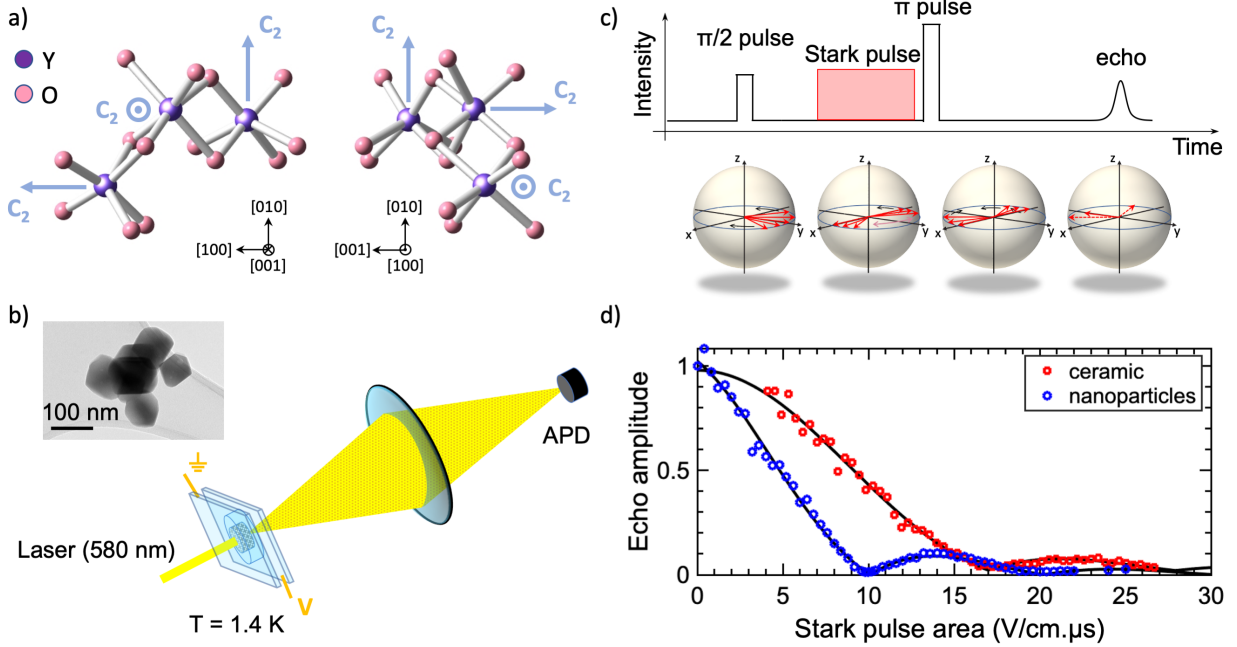 a)
Y
O
C₂
C₂
C₂
[010]
[100]
[001]
C₂
C₂
C₂
[010]
[001]
[100]
b)
100 nm
APD
Laser (580 nm)
V
T = 1.4 K
c)
Intensity
π/2 pulse
Stark pulse
π pulse
echo
Time
z
x
y
z
x
y
z
x
y
z
x
y
d)
Echo amplitude
1
0.5
0
ceramic
nanoparticles
0 5 10 15 20 25 30
Stark pulse area (V/cm.μs)